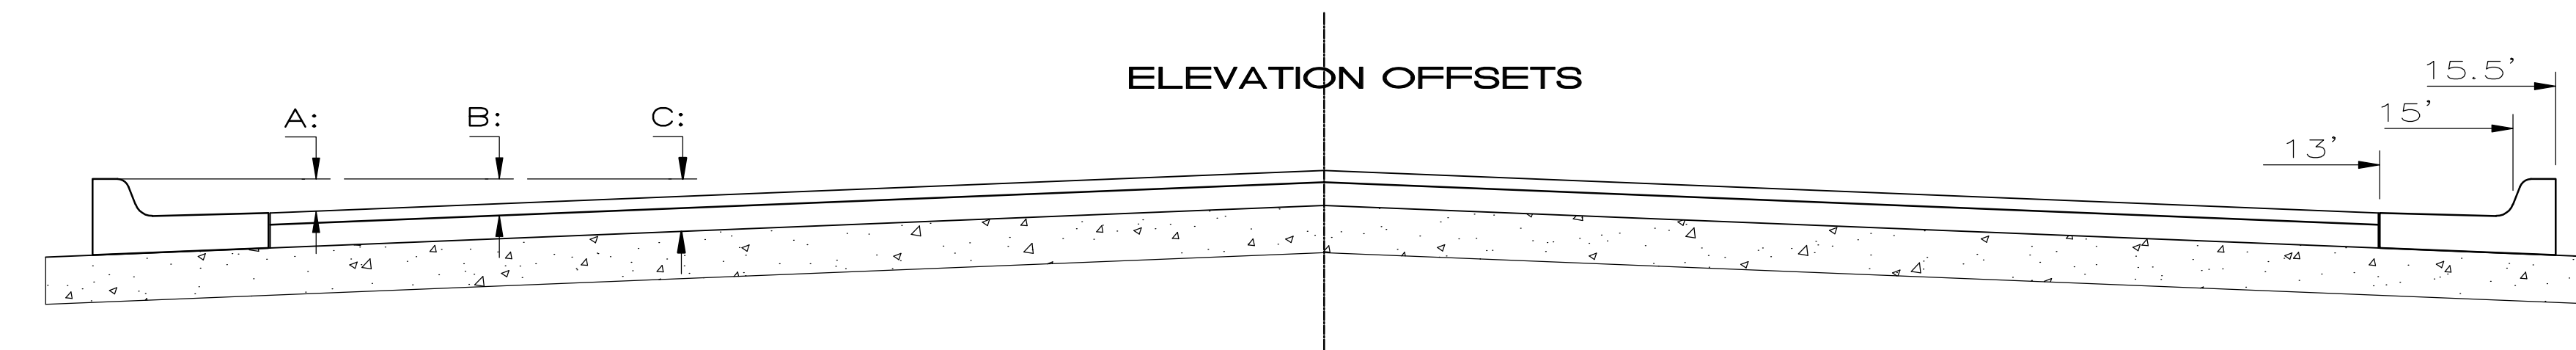 ELEVATION OFFSETS
15.5'
15'
A: B: C:
13'